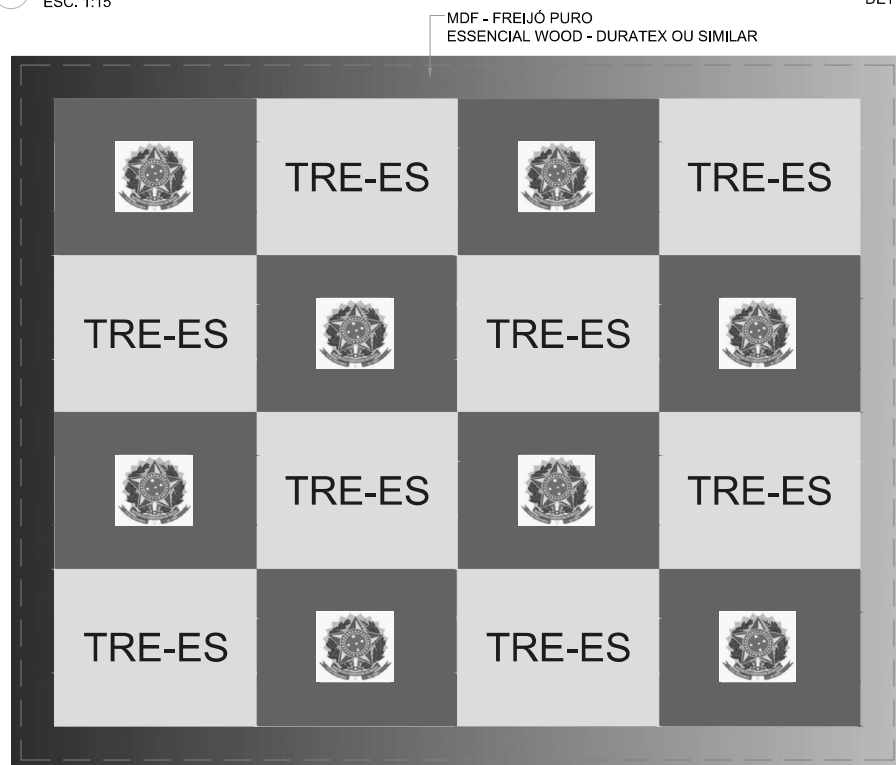 ESC. 1:15
MDF - FREIJÓ PURO
ESSENCIAL WOOD - DURATEX OU SIMILAR
TRE-ES TRE-ES
TRE-ES TRE-ES
TRE-ES TRE-ES
TRE-ES TRE-ES